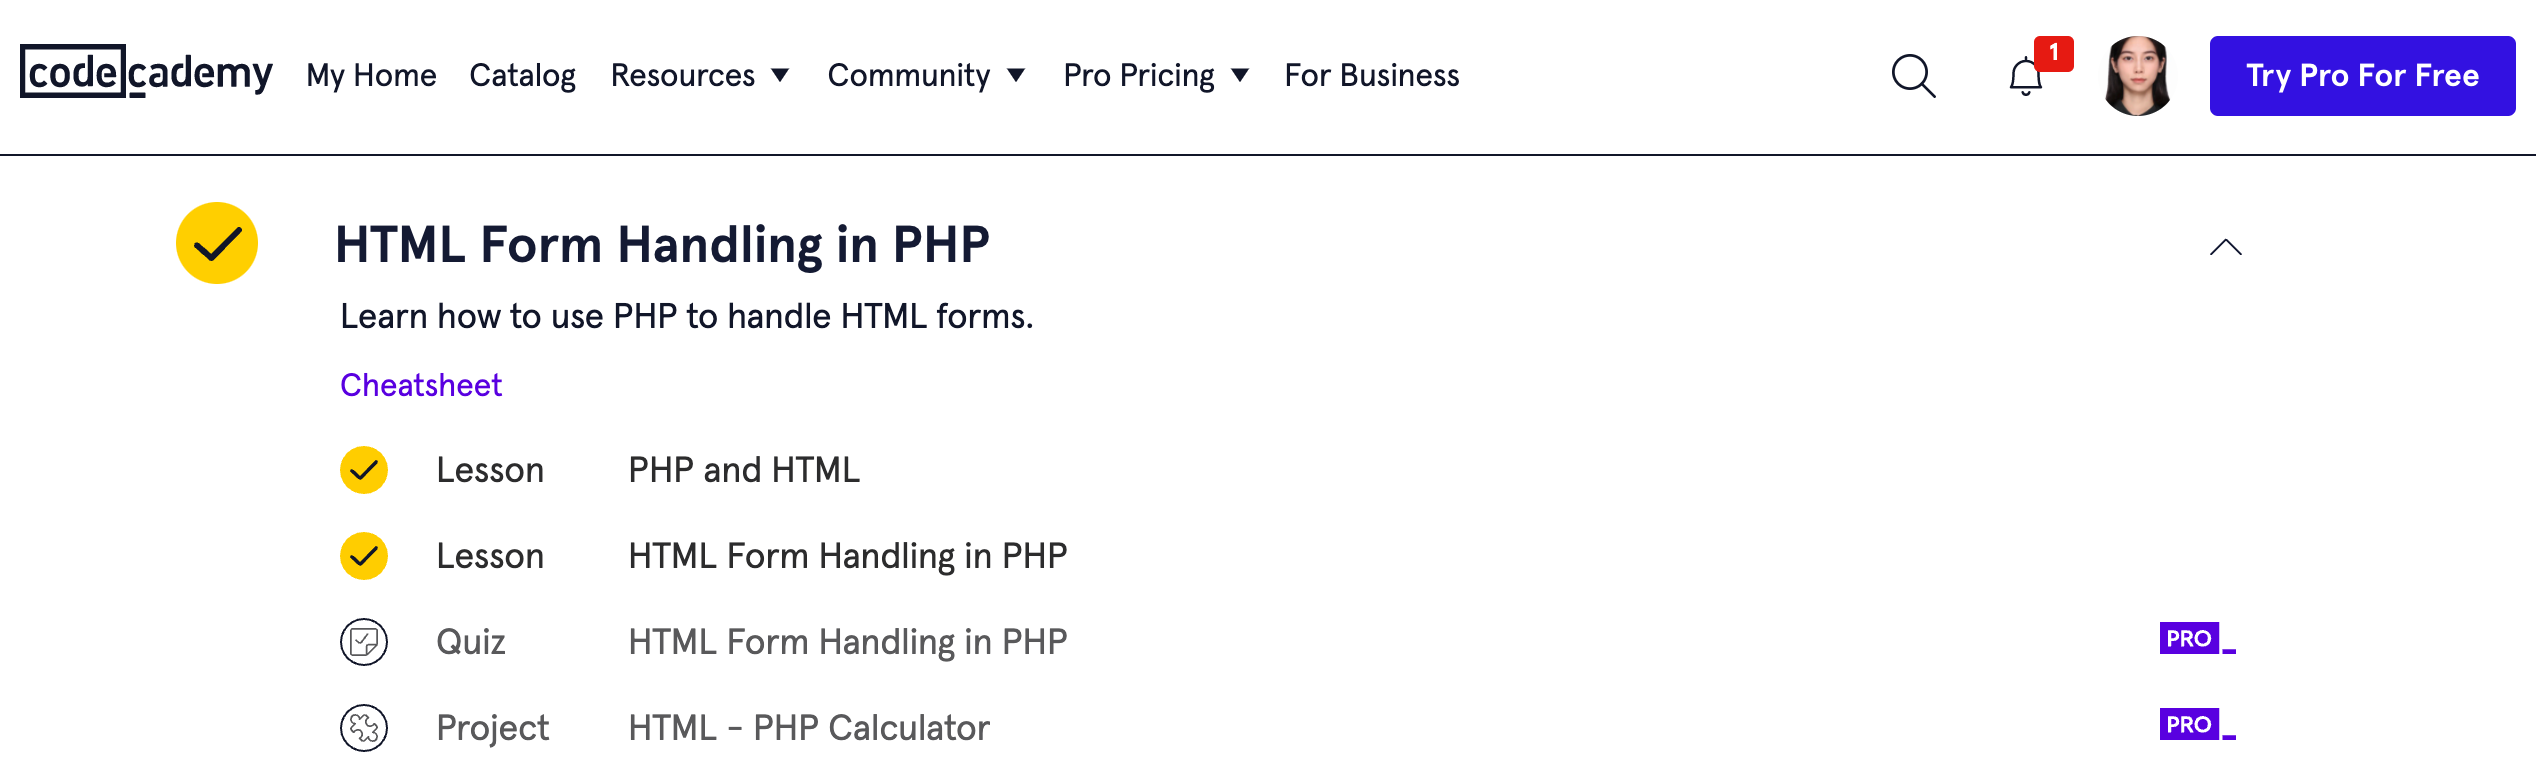 codecademy My Home Catalog Resources Community Pro Pricing For Business 1 Try Pro For Free
HTML Form Handling in PHP
Learn how to use PHP to handle HTML forms.
Cheatsheet
Lesson PHP and HTML
Lesson HTML Form Handling in PHP
Quiz HTML Form Handling in PHP PRO_
Project HTML - PHP Calculator PRO_